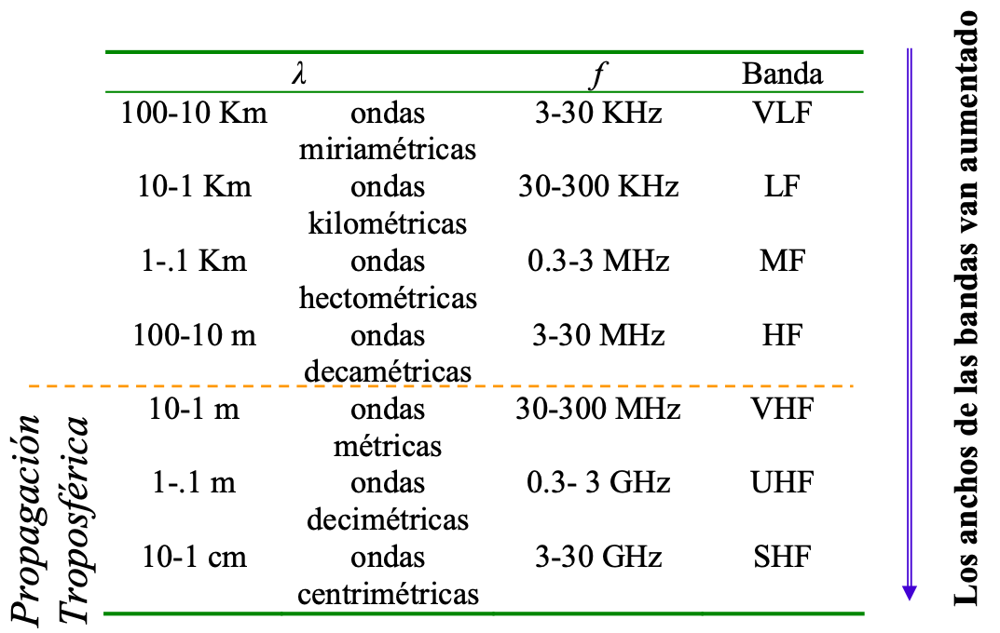 λ f Banda
100-10 Km ondas 3-30 KHz VLF
miriamétricas
10-1 Km ondas 30-300 KHz LF
kilométricas
1-.1 Km ondas 0.3-3 MHz MF
hectométricas
100-10 m ondas 3-30 MHz HF
decamétricas
10-1 m ondas 30-300 MHz VHF
métricas
1-.1 m ondas 0.3- 3 GHz UHF
decimétricas
10-1 cm ondas 3-30 GHz SHF
centrimétricas
Propagación
Troposférica
Los anchos de las bandas van aumentado